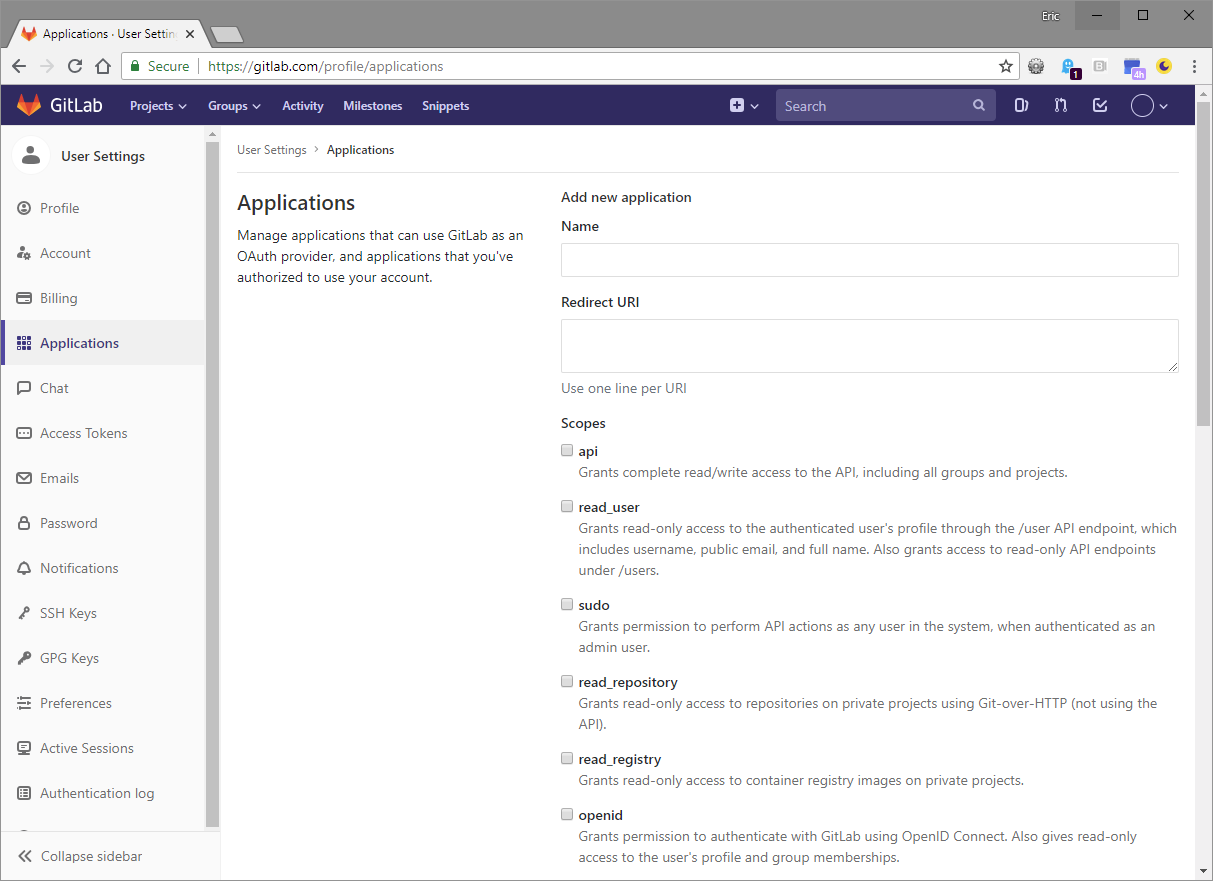 Eric
Applications · User Settin
Secure https://gitlab.com/profile/applications
1
B
4h
GitLab Projects Groups Activity Milestones Snippets Search
User Settings
Profile
Account
Billing
Applications
Chat
Access Tokens
Emails
Password
Notifications
SSH Keys
GPG Keys
Preferences
Active Sessions
Authentication log
Collapse sidebar
User Settings > Applications
Applications
Manage applications that can use GitLab as an
OAuth provider, and applications that you've
authorized to use your account.
Add new application
Name
Redirect URI
Use one line per URI
Scopes
api
Grants complete read/write access to the API, including all groups and projects.
read_user
Grants read-only access to the authenticated user's profile through the /user API endpoint, which
includes username, public email, and full name. Also grants access to read-only API endpoints
under /users.
sudo
Grants permission to perform API actions as any user in the system, when authenticated as an
admin user.
read_repository
Grants read-only access to repositories on private projects using Git-over-HTTP (not using the
API).
read_registry
Grants read-only access to container registry images on private projects.
openid
Grants permission to authenticate with GitLab using OpenID Connect. Also gives read-only
access to the user's profile and group memberships.